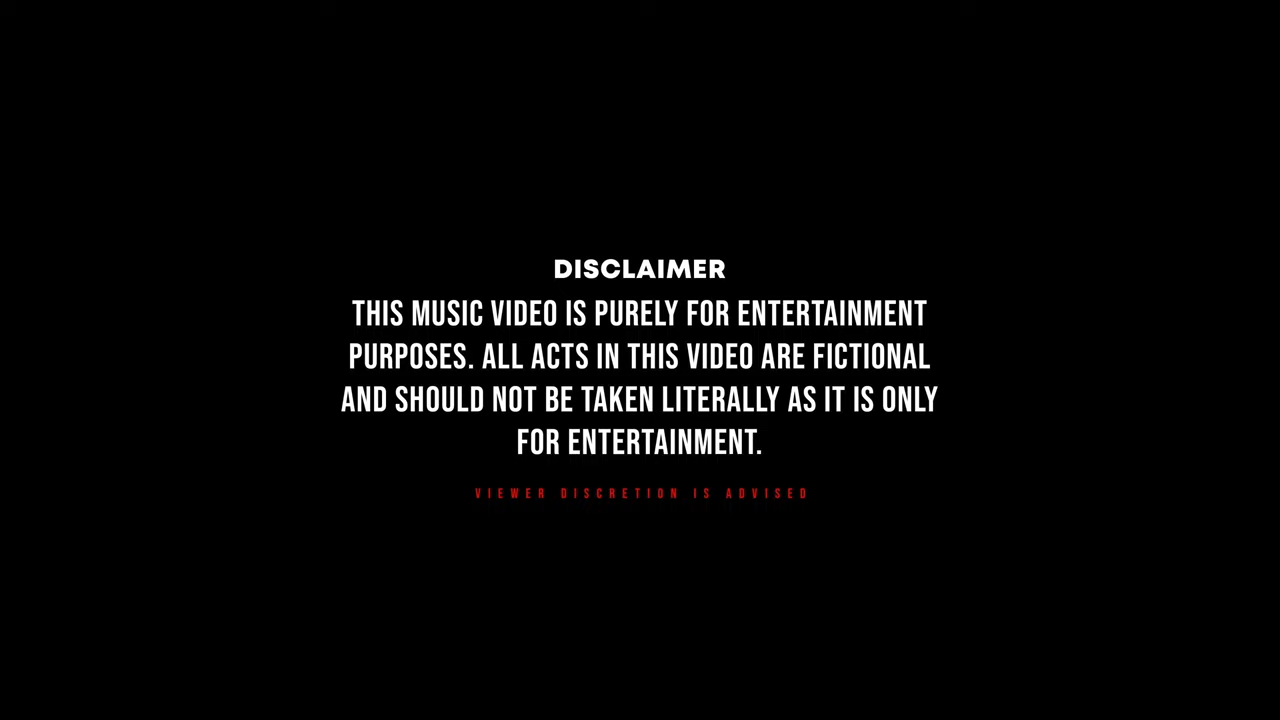 DISCLAIMER
THIS MUSIC VIDEO IS PURELY FOR ENTERTAINMENT
PURPOSES. ALL ACTS IN THIS VIDEO ARE FICTIONAL
AND SHOULD NOT BE TAKEN LITERALLY AS IT IS ONLY
FOR ENTERTAINMENT.
VIEWER DISCRETION IS ADVISED